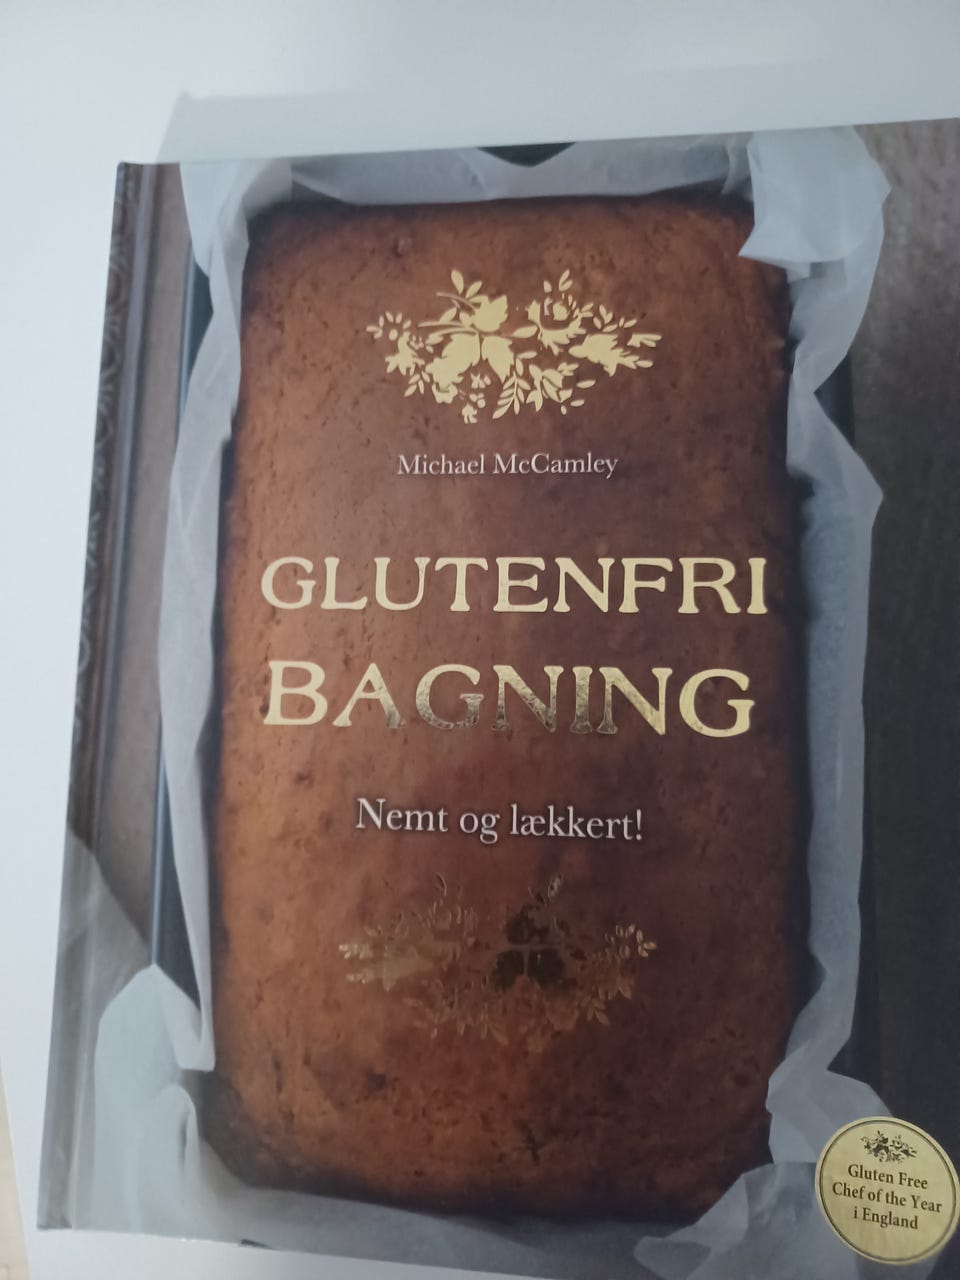 Michael McCamley
GLUTENFRI
BAGNING
Nemt og lækkert!
Gluten Free
Chef of the Year
i England